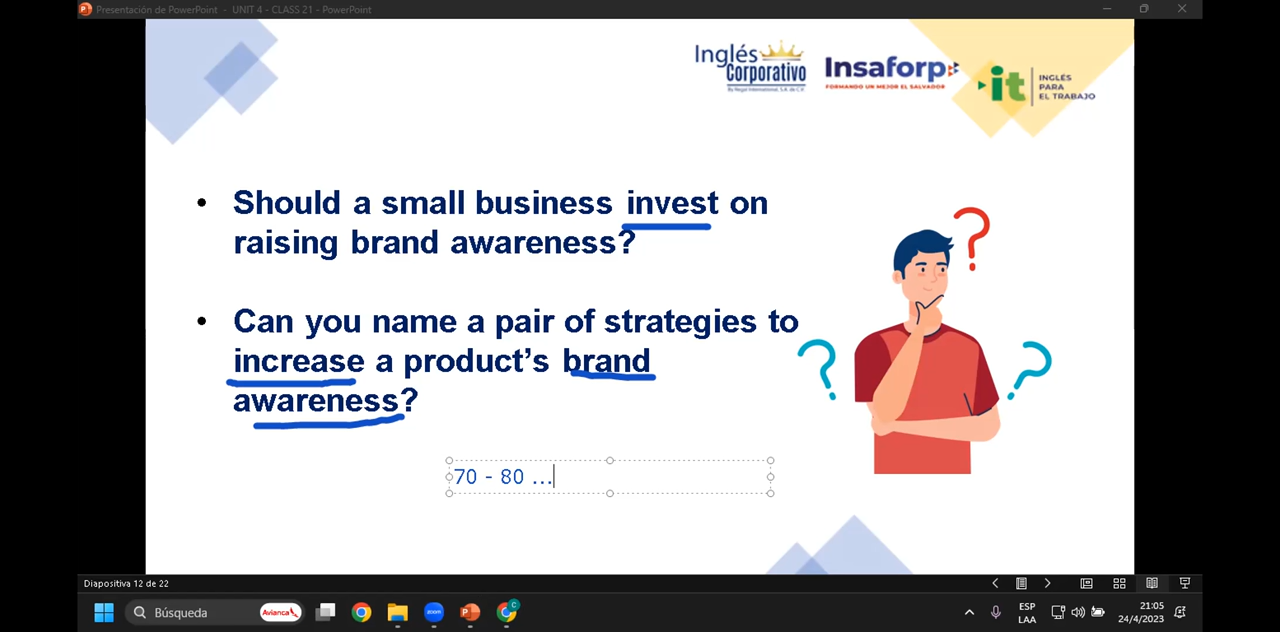 Presentación de PowerPoint - UNIT 4 - CLASS 21 - PowerPoint
Inglés
Corporativo
Insaforp
FORMANDO UN MEJOR EL SALVADOR
it
INGLÉS
PARA
EL TRABAJO
• Should a small business invest on
raising brand awareness?
• Can you name a pair of strategies to
increase a product's brand
awareness?
70 - 80 ...
Diapositiva 12 de 22
Búsqueda
Avianca
zoom
ESP
LAA
21:05
24/4/2023